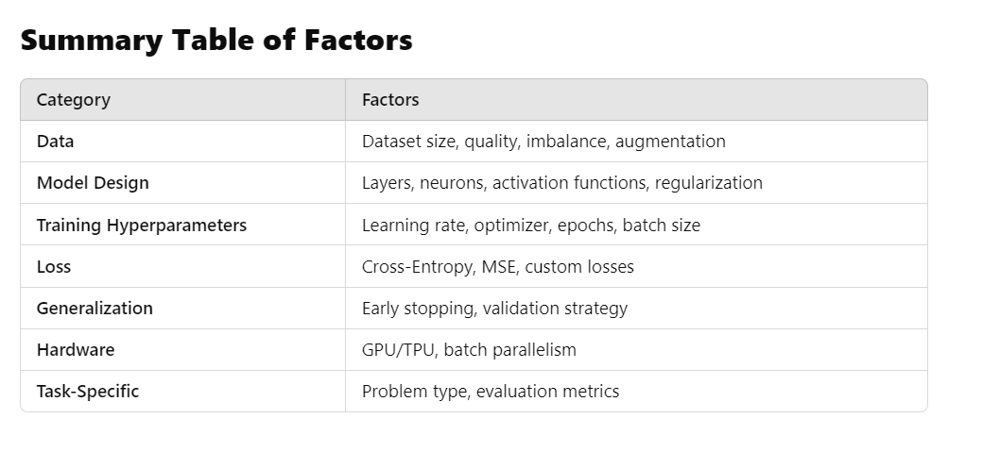 Summary Table of Factors
Category Factors
Data Dataset size, quality, imbalance, augmentation
Model Design Layers, neurons, activation functions, regularization
Training Hyperparameters Learning rate, optimizer, epochs, batch size
Loss Cross-Entropy, MSE, custom losses
Generalization Early stopping, validation strategy
Hardware GPU/TPU, batch parallelism
Task-Specific Problem type, evaluation metrics